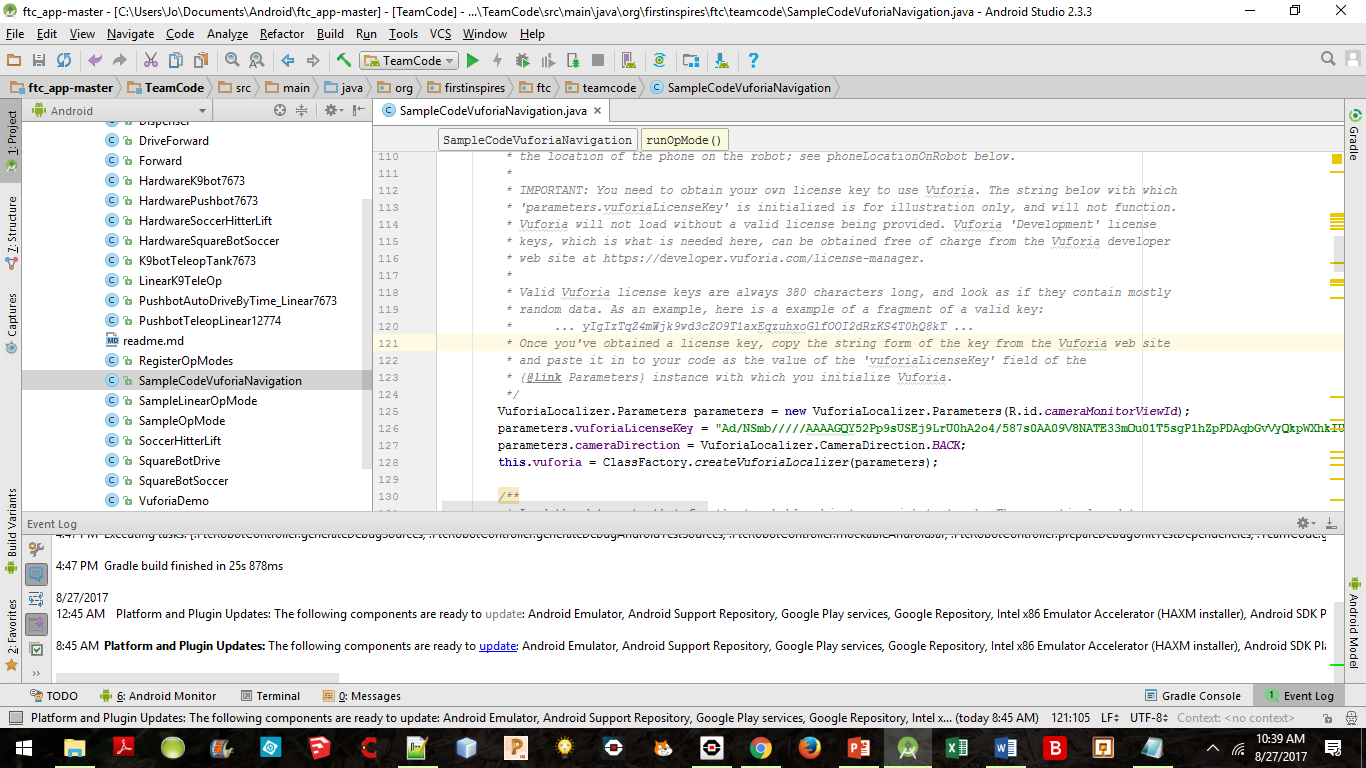 ftc_app-master - [C:\Users\Jo\Documents\Android\ftc_app-master] - [TeamCode] - ...\TeamCode\src\main\java\org\firstinspires\ftc\teamcode\SampleCodeVuforiaNavigation.java - Android Studio 2.3.3
File Edit View Navigate Code Analyze Refactor Build Run Tools VCS Window Help
TeamCode
ftc_app-master TeamCode src main java org firstinspires ftc teamcode SampleCodeVuforiaNavigation
Android
SampleCodeVuforiaNavigation.java
1: Project
7: Structure
Captures
Build Variants
2: Favorites
Dispenser
DriveForward
Forward
HardwareK9bot7673
HardwarePushbot7673
HardwareSoccerHitterLift
HardwareSquareBotSoccer
K9botTeleopTank7673
LinearK9TeleOp
PushbotAutoDriveByTime_Linear7673
PushbotTeleopLinear12774
readme.md
RegisterOpModes
SampleCodeVuforiaNavigation
SampleLinearOpMode
SampleOpMode
SoccerHitterLift
SquareBotDrive
SquareBotSoccer
VuforiaDemo
SampleCodeVuforiaNavigation runOpMode()
110 * the location of the phone on the robot; see phoneLocationOnRobot below.
111 *
112 * IMPORTANT: You need to obtain your own license key to use Vuforia. The string below with which
113 * 'parameters.vuforiaLicenseKey' is initialized is for illustration only, and will not function.
114 * Vuforia will not load without a valid license being provided. Vuforia 'Development' license
115 * keys, which is what is needed here, can be obtained free of charge from the Vuforia developer
116 * web site at https://developer.vuforia.com/license-manager.
117 *
118 * Valid Vuforia license keys are always 380 characters long, and look as if they contain mostly
119 * random data. As an example, here is a example of a fragment of a valid key:
120 * ... yIgIzTqZ4mWjk9wd3cZO9T1axEqzuhxoGlfOOI2dRzKS4T0hQ8kT ...
121 * Once you've obtained a license key, copy the string form of the key from the Vuforia web site
122 * and paste it in to your code as the value of the 'vuforiaLicenseKey' field of the
123 * {@link Parameters} instance with which you initialize Vuforia.
124 */
125 VuforiaLocalizer.Parameters parameters = new VuforiaLocalizer.Parameters(R.id.cameraMonitorViewId);
126 parameters.vuforiaLicenseKey =
127 parameters.cameraDirection = VuforiaLocalizer.CameraDirection.BACK;
128 this.vuforia = ClassFactory.createVuforiaLocalizer(parameters);
129
130 /**
Gradle
Android Model
Event Log
4:47 PM Gradle build finished in 25s 878ms
8/27/2017
12:45 AM Platform and Plugin Updates: The following components are ready to update: Android Emulator, Android Support Repository, Google Play services, Google Repository, Intel x86 Emulator Accelerator (HAXM installer), Android SDK P
8:45 AM Platform and Plugin Updates: The following components are ready to update: Android Emulator, Android Support Repository, Google Play services, Google Repository, Intel x86 Emulator Accelerator (HAXM installer), Android SDK Pl
TODO 6: Android Monitor Terminal 0: Messages Gradle Console 1 Event Log
Platform and Plugin Updates: The following components are ready to update: Android Emulator, Android Support Repository, Google Play services, Google Repository, Intel x... (today 8:45 AM) 121:105 LF UTF-8 Context: <no context>
10:39 AM
8/27/2017